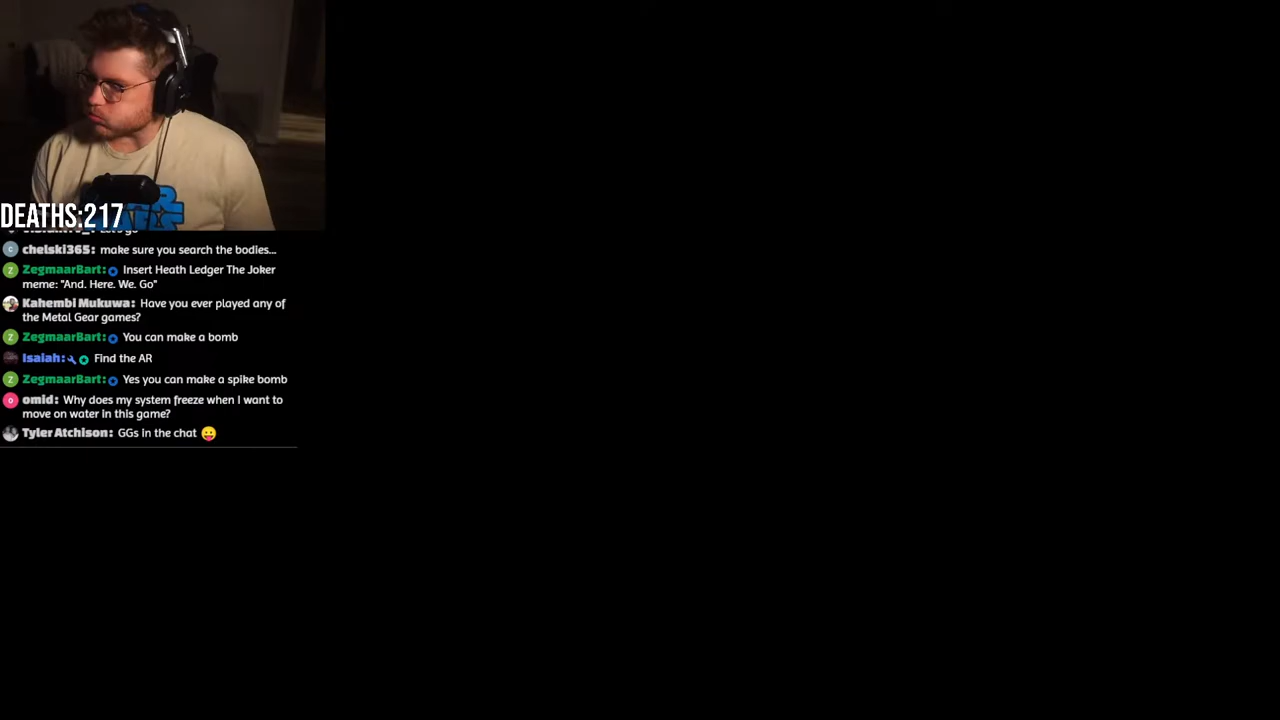 DEATHS:217
chelski365: make sure you search the bodies...
ZegmaarBart: Insert Heath Ledger The Joker
meme: "And. Here. We. Go"
Kahembi Mukuwa: Have you ever played any of
the Metal Gear games?
ZegmaarBart: You can make a bomb
Isaiah: Find the AR
ZegmaarBart: Yes you can make a spike bomb
omid: Why does my system freeze when I want to
move on water in this game?
Tyler Atchison: GGs in the chat 😛